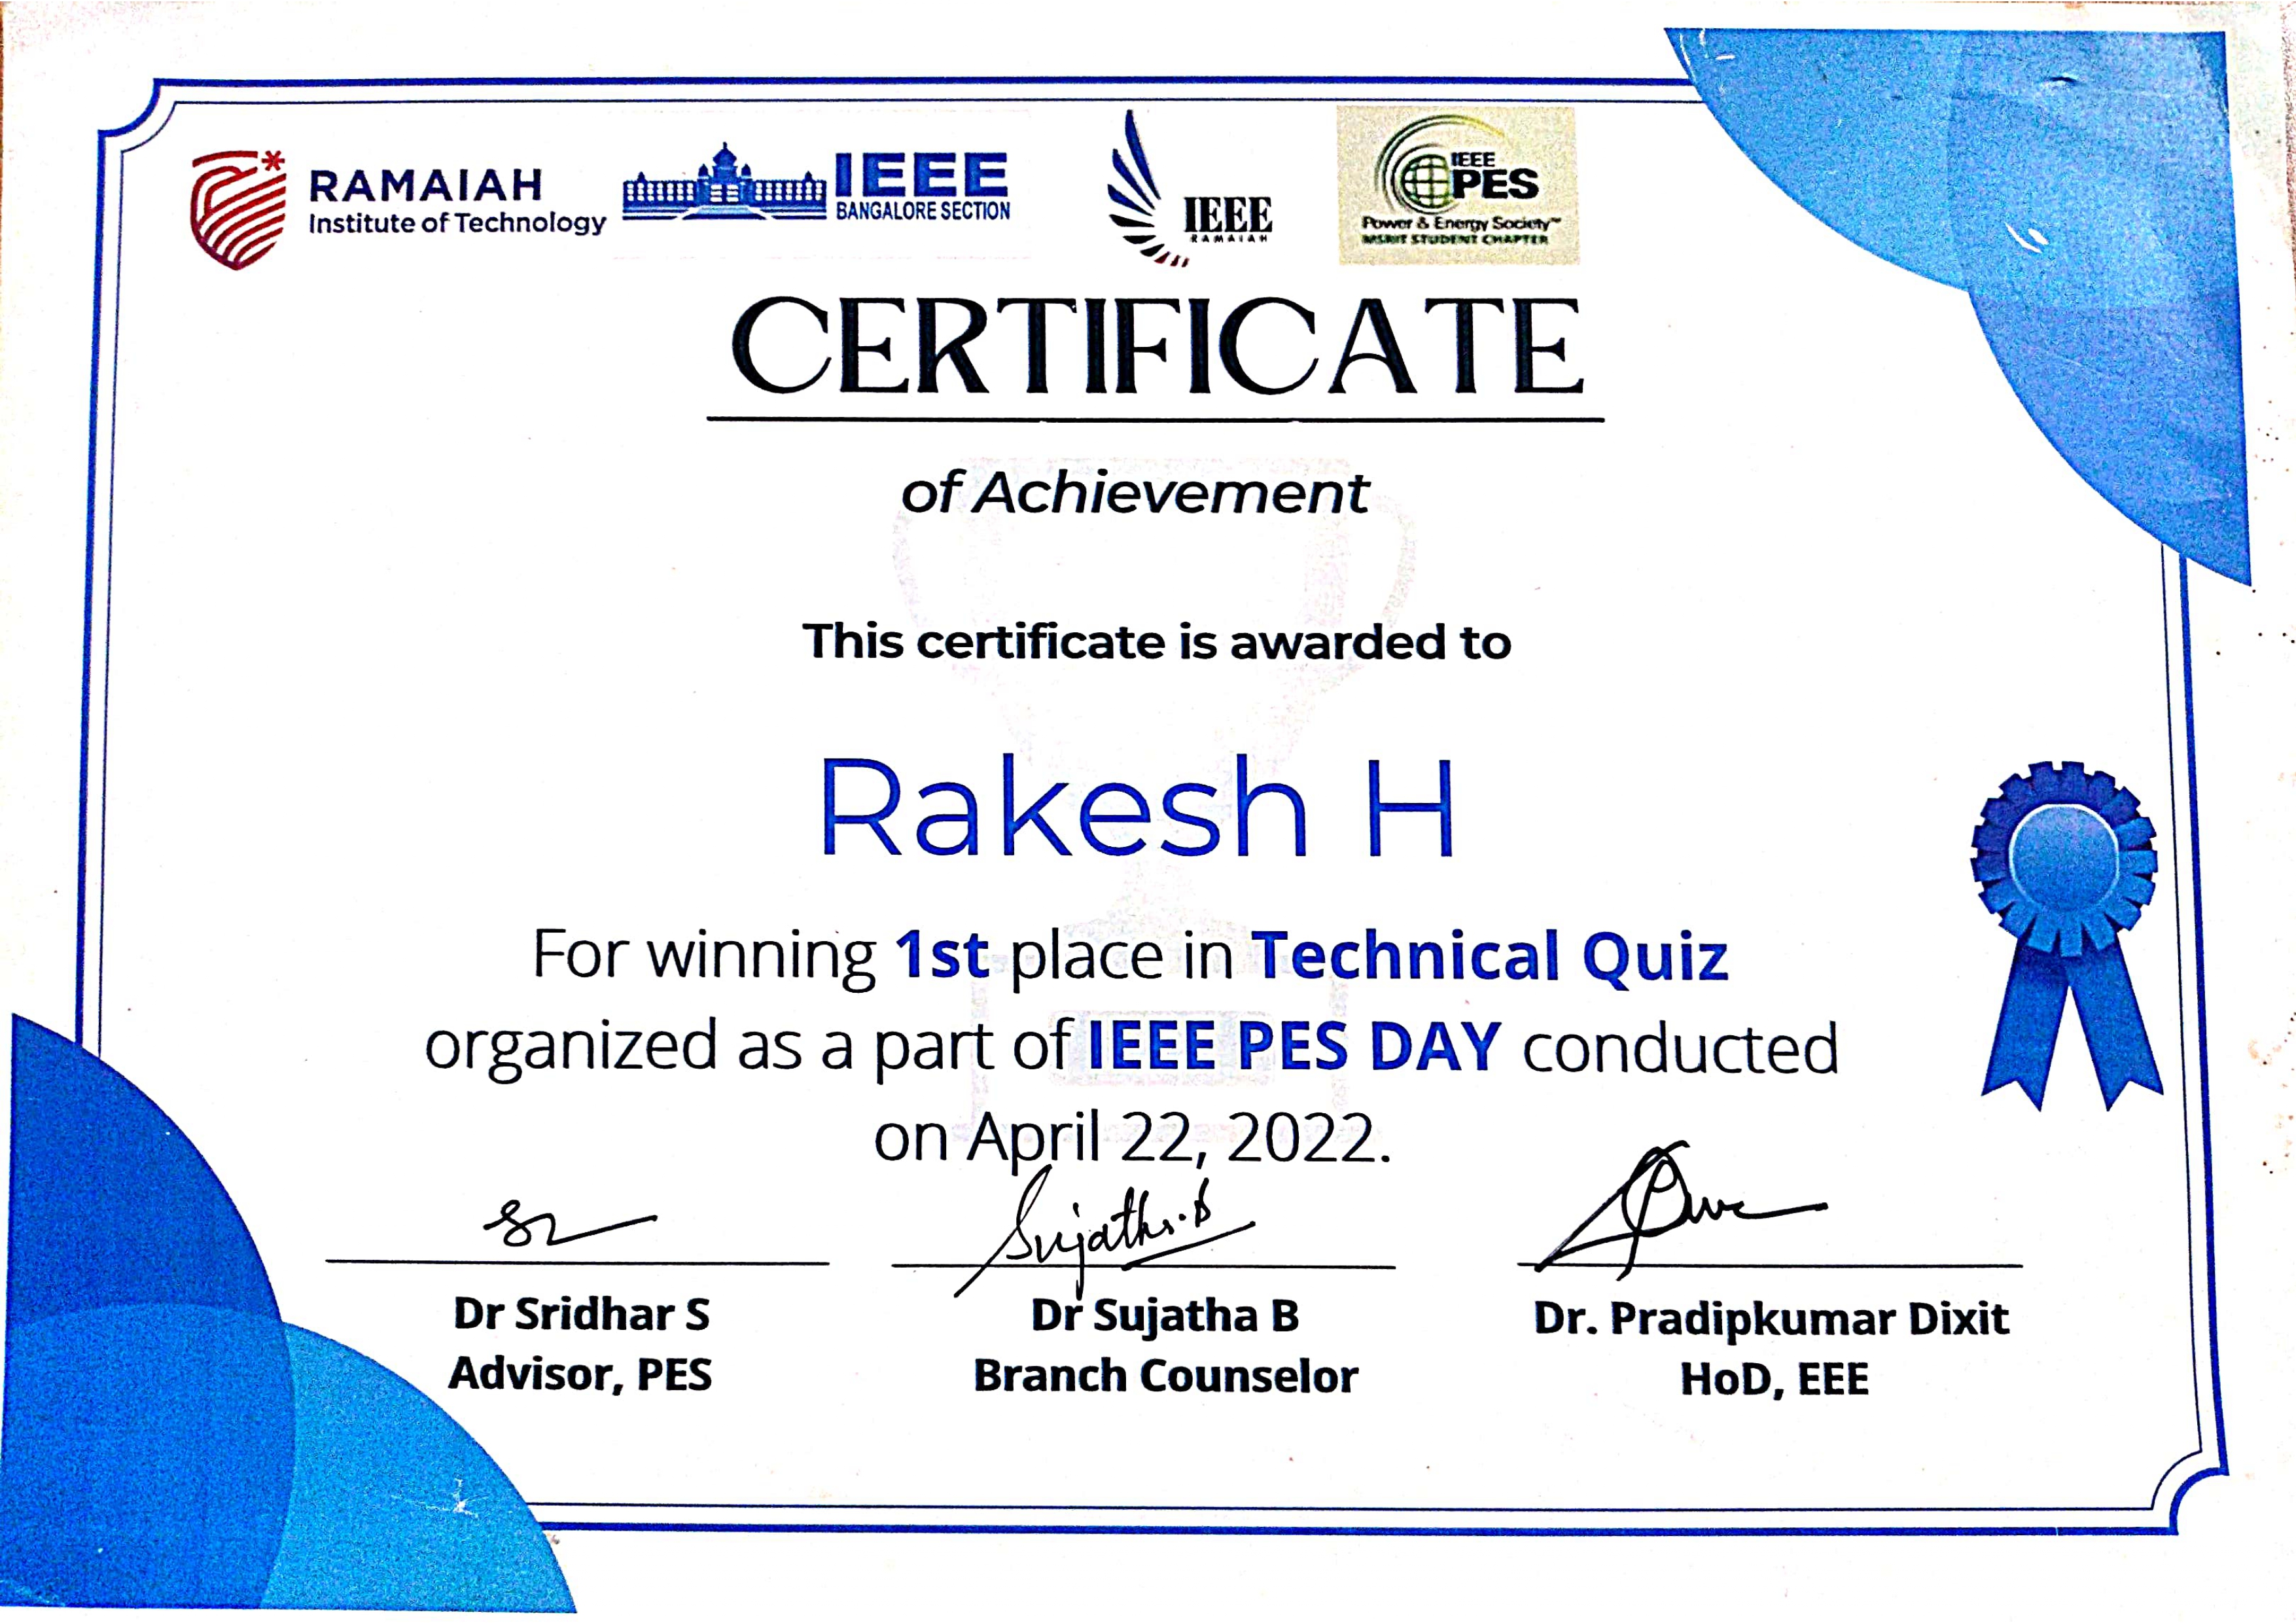 RAMAIAH
Institute of Technology
IEEE
BANGALORE SECTION
IEEE
RAMAIAH
IEEE
PES
Power & Energy Society™
MSRIT STUDENT CHAPTER
CERTIFICATE
of Achievement
This certificate is awarded to
Rakesh H
For winning 1st place in Technical Quiz
organized as a part of IEEE PES DAY conducted
on April 22, 2022.
Sujatha.B
Dr Sridhar S
Advisor, PES
Dr Sujatha B
Branch Counselor
Dr. Pradipkumar Dixit
HoD, EEE